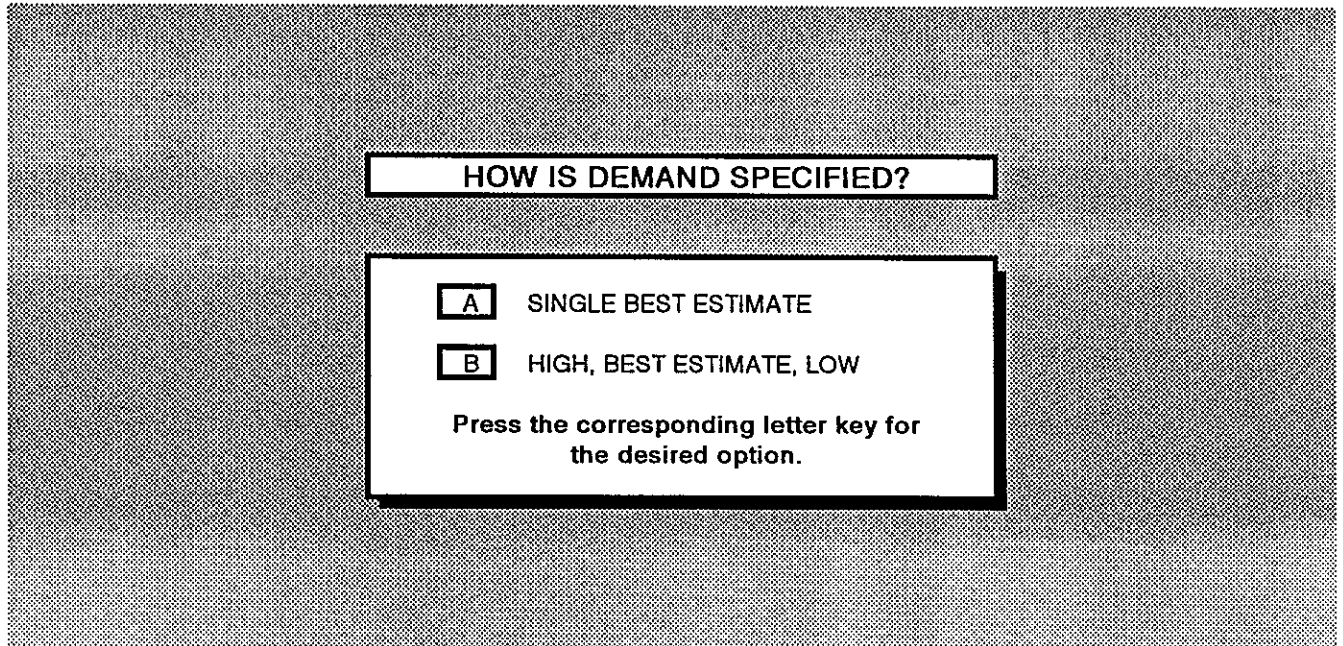 HOW IS DEMAND SPECIFIED?
A SINGLE BEST ESTIMATE
B HIGH, BEST ESTIMATE, LOW
Press the corresponding letter key for
the desired option.